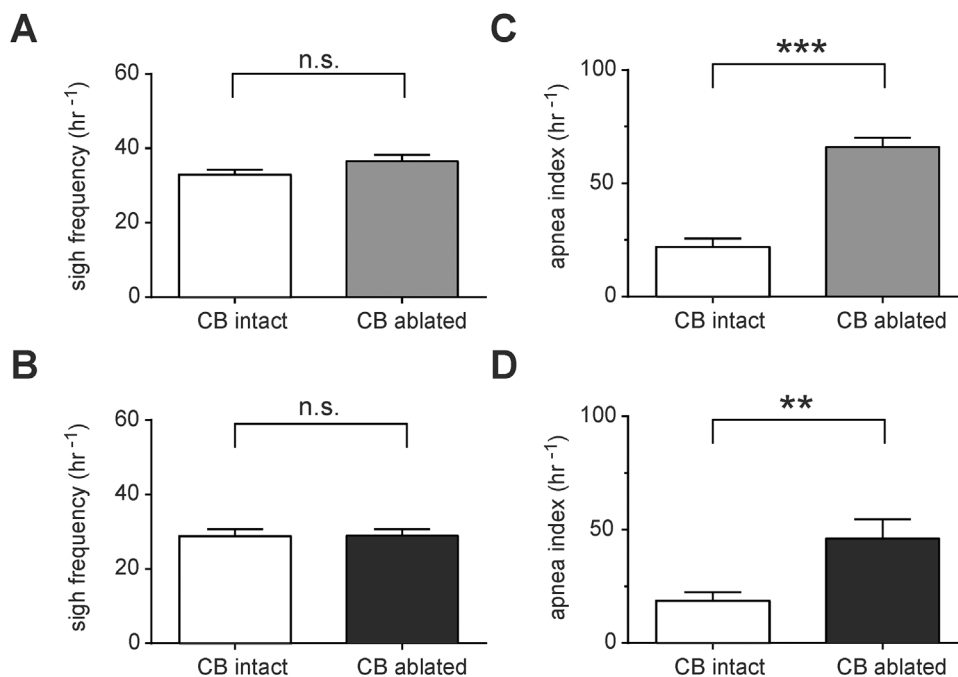 A
sigh frequency (hr -1)
60
40
20
0
n.s.
CB intact
CB ablated
C
apnea index (hr -1)
100
50
0
***
CB intact
CB ablated
B
sigh frequency (hr -1)
60
40
20
0
n.s.
CB intact
CB ablated
D
apnea index (hr -1)
100
50
0
**
CB intact
CB ablated